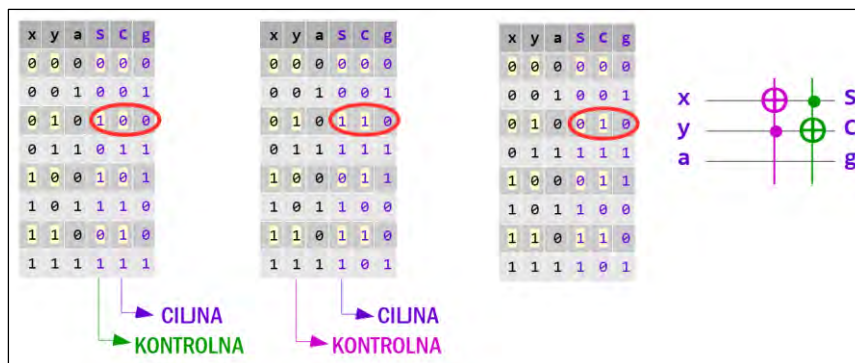 x y a S C g
0 0 0 0 0 0
0 0 1 0 0 1
0 1 0 1 0 0
0 1 1 0 1 1
1 0 0 1 0 1
1 0 1 1 1 0
1 1 0 0 1 0
1 1 1 1 1 1
CILJNA
KONTROLNA
x y a S C g
0 0 0 0 0 0
0 0 1 0 0 1
0 1 0 1 1 0
0 1 1 1 1 1
1 0 0 0 1 1
1 0 1 1 0 0
1 1 0 1 1 0
1 1 1 1 0 1
CILJNA
KONTROLNA
x y a S C g
0 0 0 0 0 0
0 0 1 0 0 1
0 1 0 0 1 0
0 1 1 1 1 1
1 0 0 0 1 1
1 0 1 1 0 0
1 1 0 1 1 0
1 1 1 1 0 1
x S
y C
a g